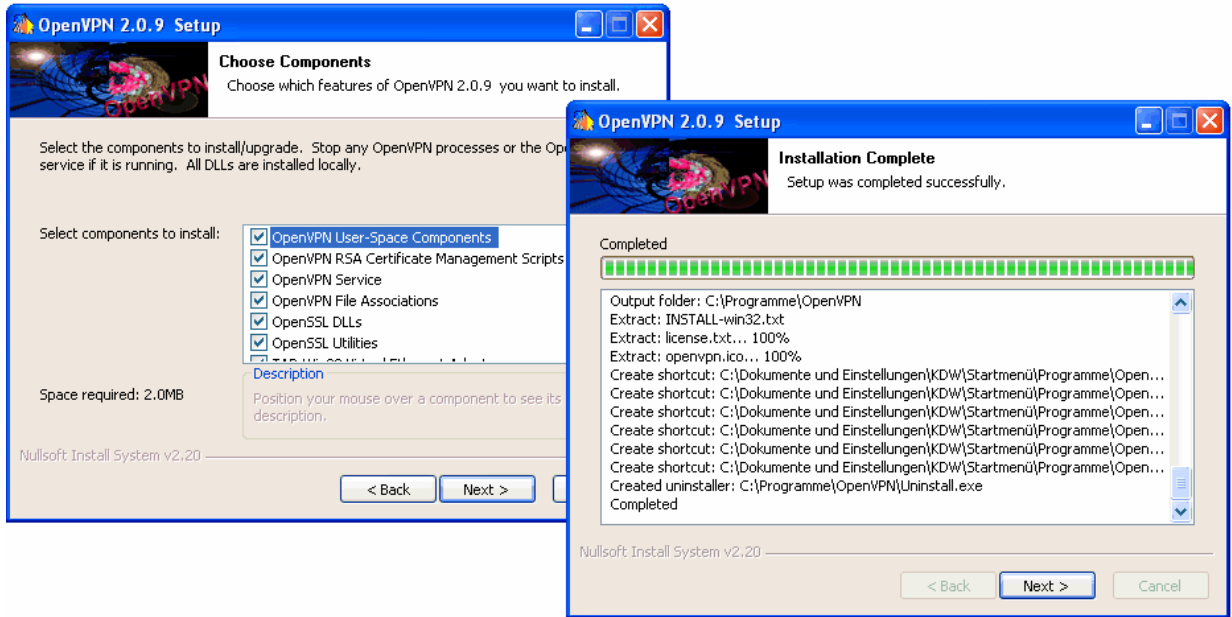 OpenVPN 2.0.9 Setup
OpenVPN
Choose Components
Choose which features of OpenVPN 2.0.9 you want to install.
Select the components to install/upgrade. Stop any OpenVPN processes or the
service if it is running. All DLLs are installed locally.
Select components to install:
OpenVPN User-Space Components
OpenVPN RSA Certificate Management Scripts
OpenVPN Service
OpenVPN File Associations
OpenSSL DLLs
OpenSSL Utilities
Description
Space required: 2.0MB
Position your mouse over a component to see its
description.
Nullsoft Install System v2.20
< Back
Next >
OpenVPN 2.0.9 Setup
OpenVPN
Installation Complete
Setup was completed successfully.
Completed
Output folder: C:\Programme\OpenVPN
Extract: INSTALL-win32.txt
Extract: license.txt... 100%
Extract: openvpn.ico... 100%
Create shortcut: C:\Dokumente und Einstellungen\KDW\Startmenü\Programme\Open...
Create shortcut: C:\Dokumente und Einstellungen\KDW\Startmenü\Programme\Open...
Create shortcut: C:\Dokumente und Einstellungen\KDW\Startmenü\Programme\Open...
Create shortcut: C:\Dokumente und Einstellungen\KDW\Startmenü\Programme\Open...
Create shortcut: C:\Dokumente und Einstellungen\KDW\Startmenü\Programme\Open...
Create shortcut: C:\Dokumente und Einstellungen\KDW\Startmenü\Programme\Open...
Created uninstaller: C:\Programme\OpenVPN\Uninstall.exe
Completed
Nullsoft Install System v2.20
< Back
Next >
Cancel